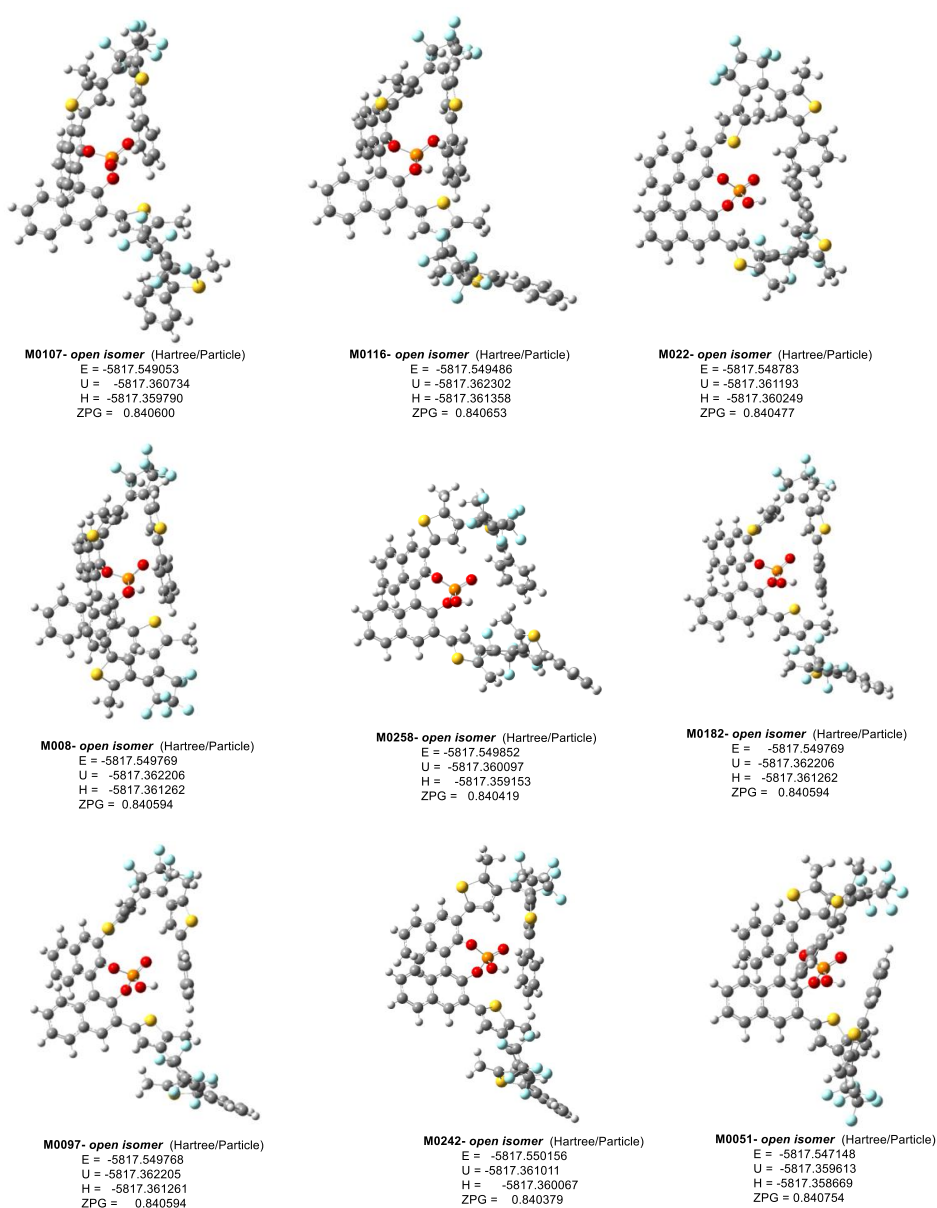 M0107- open isomer (Hartree/Particle)
E = -5817.549053
U = -5817.360734
H = -5817.359790
ZPG = 0.840600
M0116- open isomer (Hartree/Particle)
E = -5817.549486
U = -5817.362302
H = -5817.361358
ZPG = 0.840653
M022- open isomer (Hartree/Particle)
E = -5817.548783
U = -5817.361193
H = -5817.360249
ZPG = 0.840477
M008- open isomer (Hartree/Particle)
E = -5817.549769
U = -5817.362206
H = -5817.361262
ZPG = 0.840594
M0258- open isomer (Hartree/Particle)
E = -5817.549852
U = -5817.360097
H = -5817.359153
ZPG = 0.840419
M0182- open isomer (Hartree/Particle)
E = -5817.549769
U = -5817.362206
H = -5817.361262
ZPG = 0.840594
M0097- open isomer (Hartree/Particle)
E = -5817.549768
U = -5817.362205
H = -5817.361261
ZPG = 0.840594
M0242- open isomer (Hartree/Particle)
E = -5817.550156
U = -5817.361011
H = -5817.360067
ZPG = 0.840379
M0051- open isomer (Hartree/Particle)
E = -5817.547148
U = -5817.359613
H = -5817.358669
ZPG = 0.840754